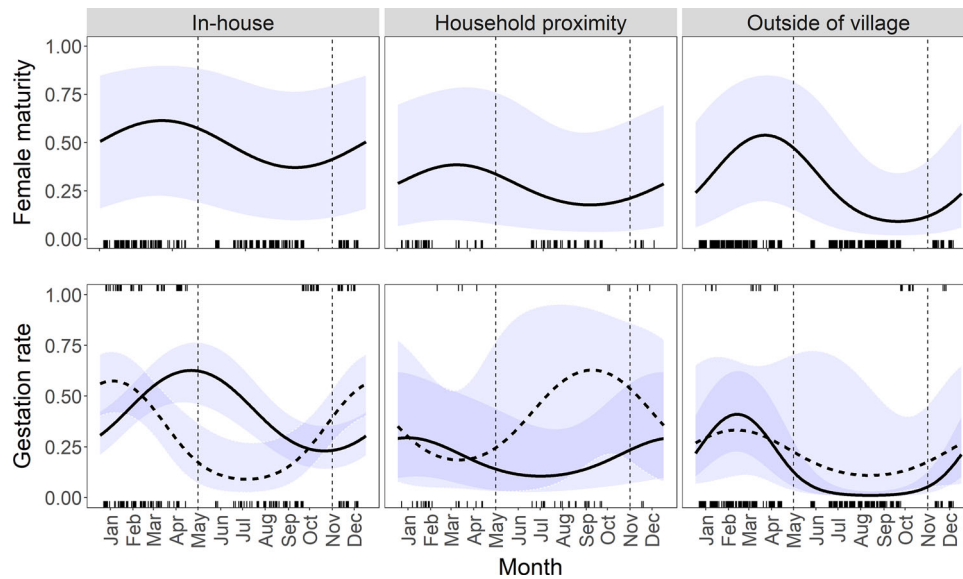 In-house Household proximity Outside of village
Female maturity
1.00
0.75
0.50
0.25
0.00
Gestation rate
1.00
0.75
0.50
0.25
0.00
Jan Feb Mar Apr May Jun Jul Aug Sep Oct Nov Dec
Jan Feb Mar Apr May Jun Jul Aug Sep Oct Nov Dec
Jan Feb Mar Apr May Jun Jul Aug Sep Oct Nov Dec
Month